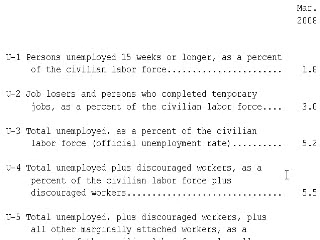 Mar.
2008
U-1 Persons unemployed 15 weeks or longer, as a percent
of the civilian labor force.......................
U-2 Job losers and persons who completed temporary
jobs, as a percent of the civilian labor force....
U-3 Total unemployed, as a percent of the civilian
labor force (official unemployment rate).......... 5.2
U-4 Total unemployed plus discouraged workers, as a
percent of the civilian labor force plus
discouraged workers............................... 5.5
U-5 Total unemployed, plus discouraged workers, plus
all other marginally attached workers, as a